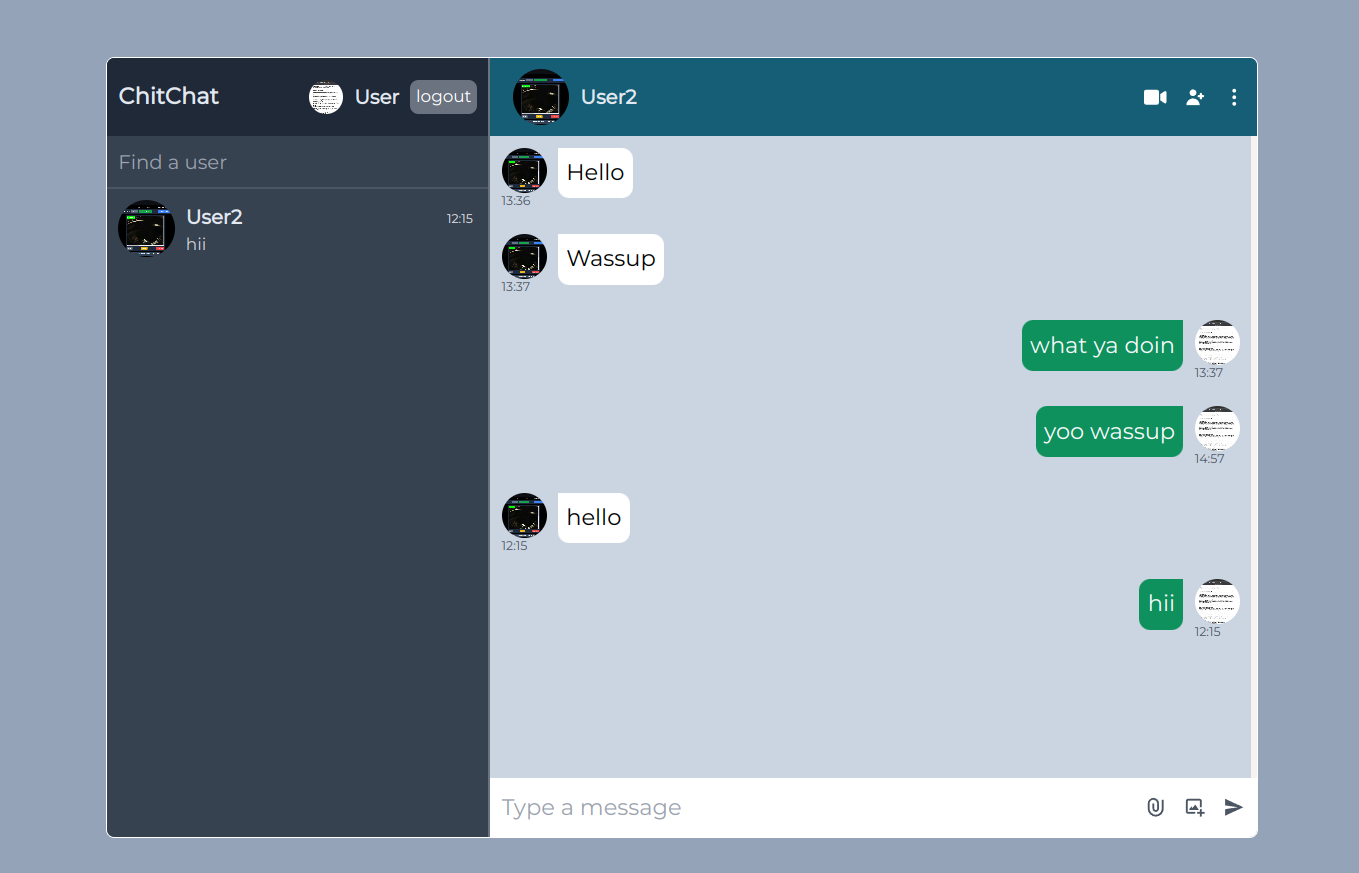 ChitChat
User
logout
Find a user
User2
12:15
hii
User2
Hello
13:36
Wassup
13:37
what ya doin
13:37
yoo wassup
14:57
hello
12:15
hii
12:15
Type a message